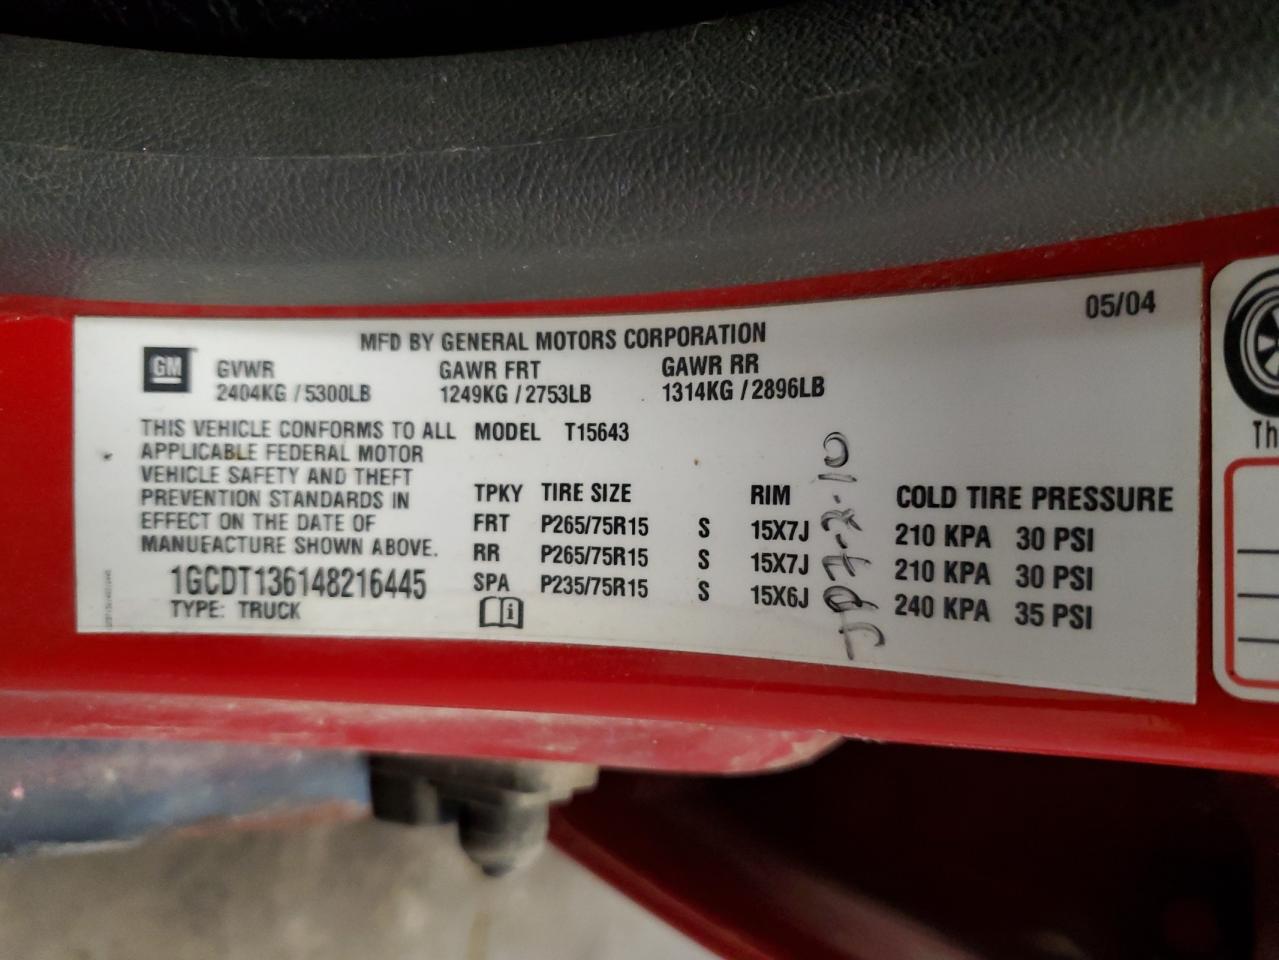 05/04
MFD BY GENERAL MOTORS CORPORATION
GM
GVWR GAWR FRT GAWR RR
2404KG /5300LB 1249KG /2753LB 1314KG /2896LB
THIS VEHICLE CONFORMS TO ALL
APPLICABLE FEDERAL MOTOR
VEHICLE SAFETY AND THEFT
PREVENTION STANDARDS IN
EFFECT ON THE DATE OF
MANUFACTURE SHOWN ABOVE.
1GCDT136148216445
TYPE: TRUCK
MODEL T15643
TPKY TIRE SIZE RIM COLD TIRE PRESSURE
FRT P265/75R15 S 15X7J 210 KPA 30 PSI
RR P265/75R15 S 15X7J 210 KPA 30 PSI
SPA P235/75R15 S 15X6J 240 KPA 35 PSI
i
Th